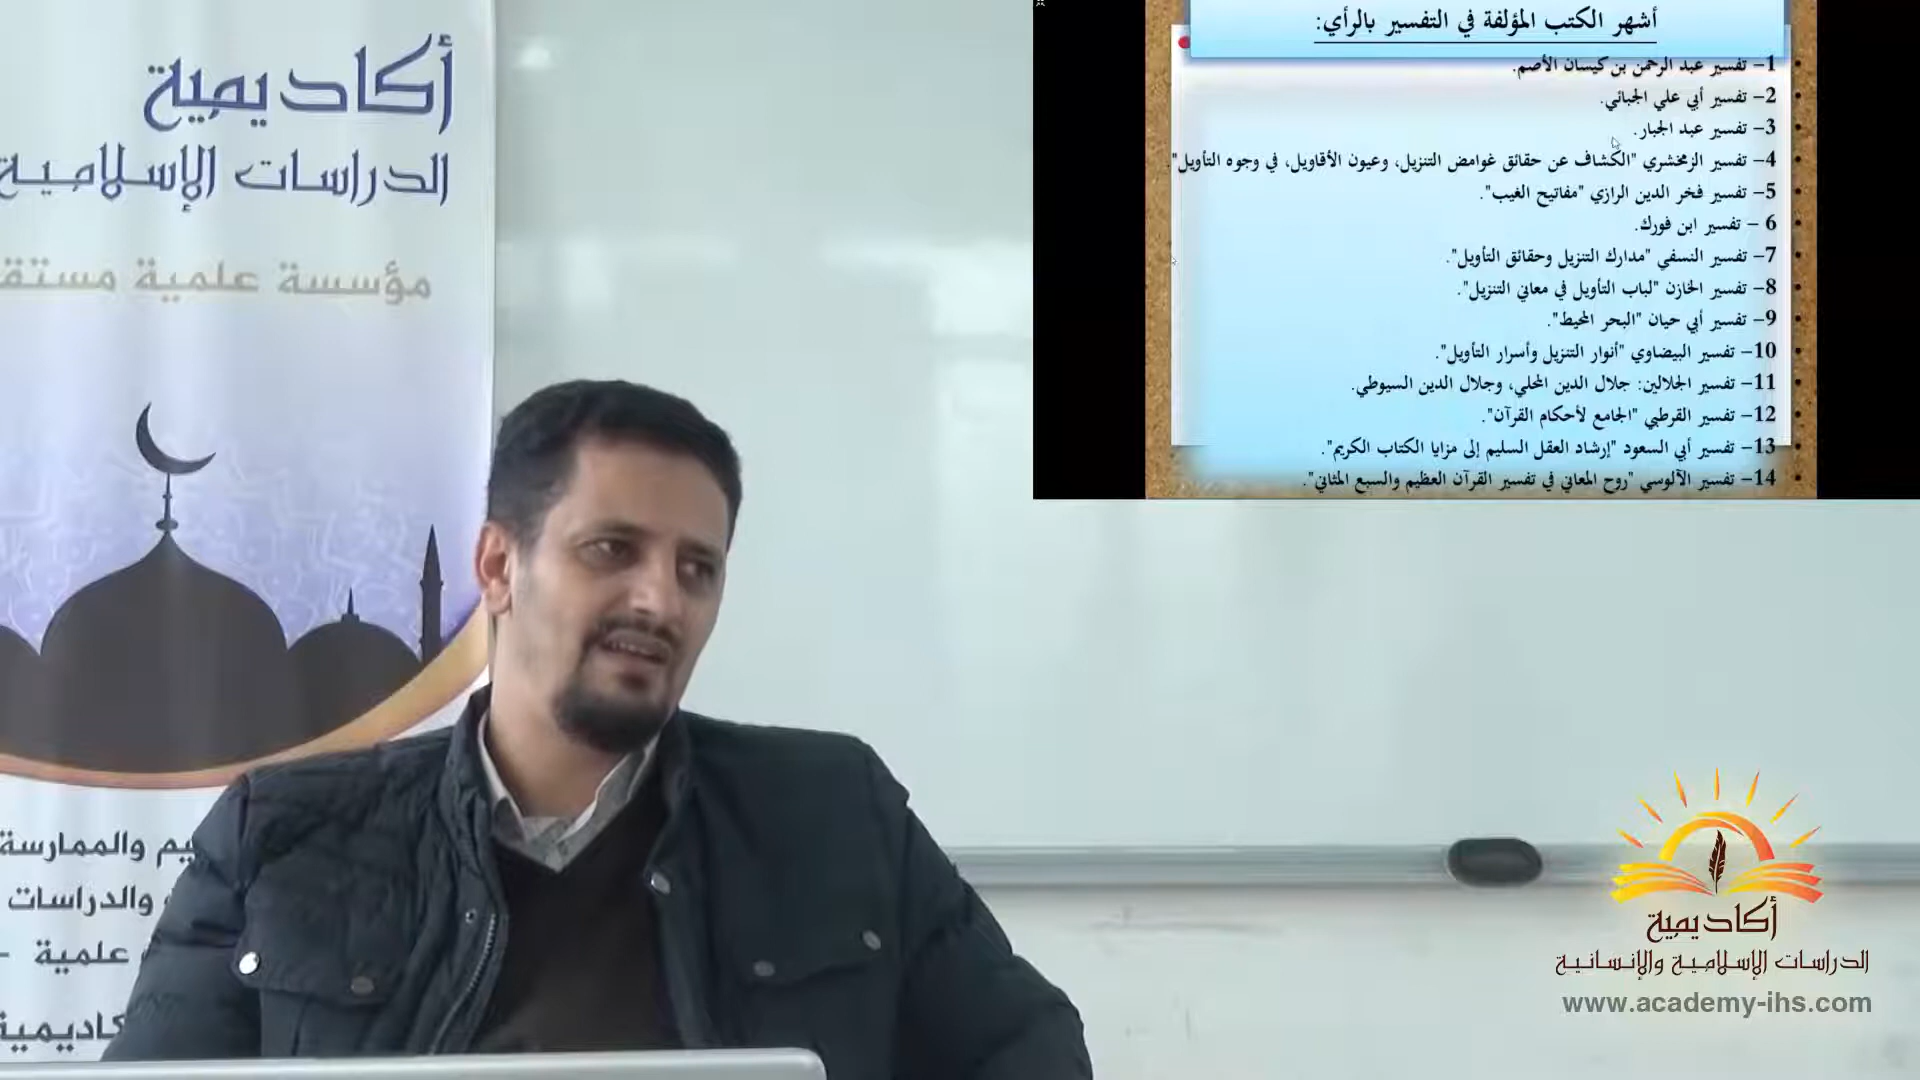 أكاديمية
الدراسات الإسلامية
مؤسسة علمية
والممارسة
والدراسات
علمية -
أشهر الكتب المؤلفة في التفسير بالرأي:
• 1– تفسير عبد الرحمن بن كيسان الأصم.
• 2– تفسير أبي علي الجبائي.
• 3– تفسير عبد الجبار.
• 4– تفسير الزمخشري "الكشاف عن حقائق غوامض التنزيل، وعيون الأقاويل، في وجوه التأويل".
• 5– تفسير فخر الدين الرازي "مفاتيح الغيب".
• 6 – تفسير ابن فورك.
• 7– تفسير النسفي "مدارك التنزيل وحقائق التأويل".
• 8– تفسير الخازن "لباب التأويل في معاني التنزيل".
• 9– تفسير أبي حيان "البحر المحيط".
• 10– تفسير البيضاوي "أنوار التنزيل وأسرار التأويل".
• 11– تفسير الجلالين: جلال الدين المحلي، وجلال الدين السيوطي.
• 12– تفسير القرطبي "الجامع لأحكام القرآن".
• 13– تفسير أبي السعود "إرشاد العقل السليم إلى مزايا الكتاب الكريم".
• 14– تفسير الآلوسي "روح المعاني في تفسير القرآن العظيم والسبع المثاني".
أكاديمية
الدراسات الإسلامية والإنسانية
www.academy-ihs.com